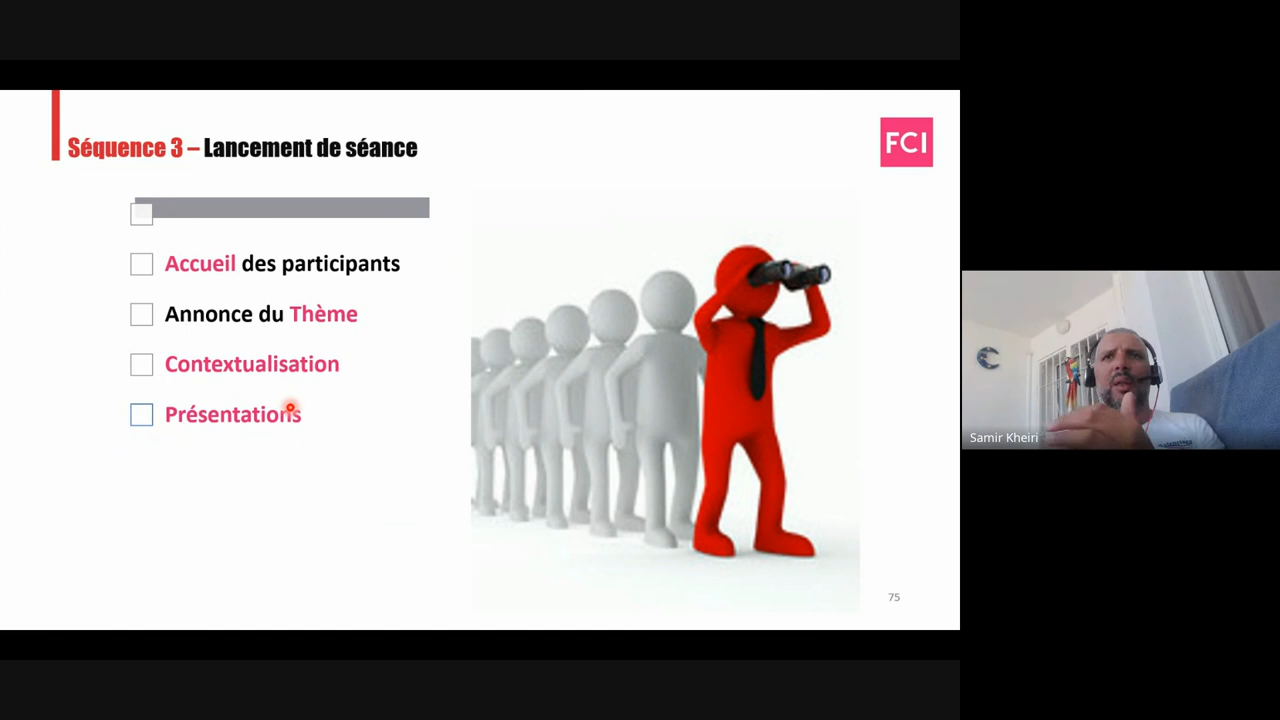 Séquence 3 – Lancement de séance
FCI
Accueil des participants
Annonce du Thème
Contextualisation
Présentations
Samir Kheiri
75